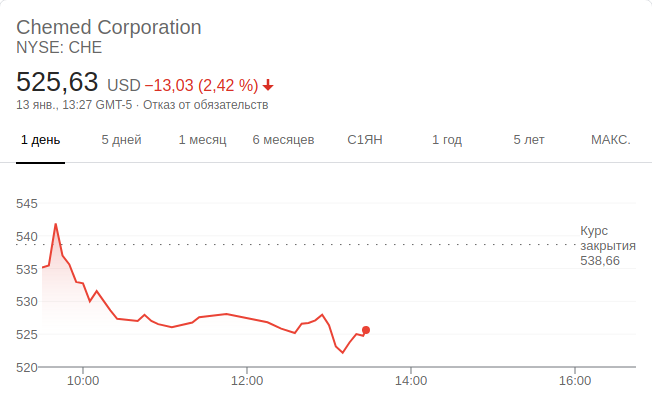 Chemed Corporation
NYSE: CHE
525,63 USD −13,03 (2,42 %)
13 янв., 13:27 GMT-5 · Отказ от обязательств
1 день 5 дней 1 месяц 6 месяцев С1ЯН 1 год 5 лет МАКС.
545
540
535
530
525
520
Курс
закрытия
538,66
10:00 12:00 14:00 16:00